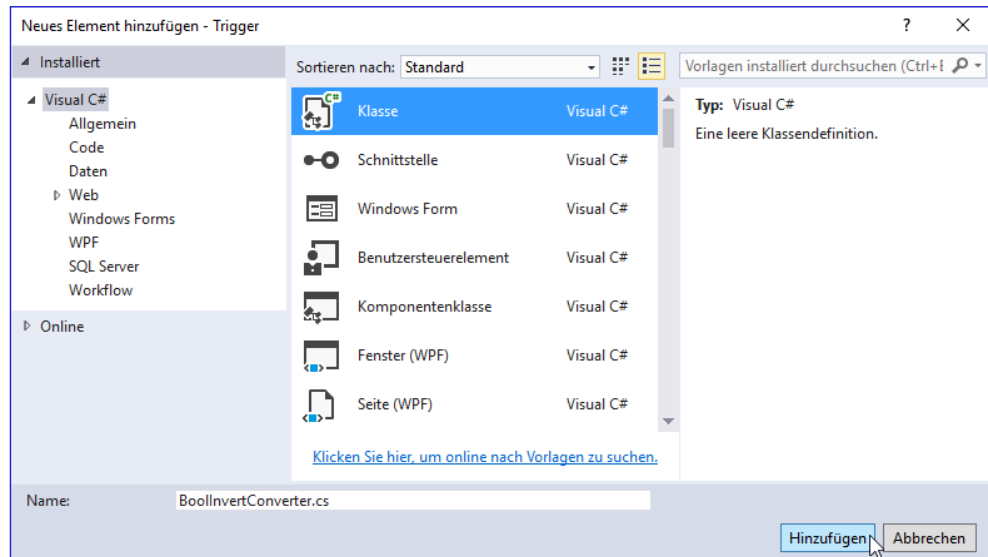 Neues Element hinzufügen - Trigger
?
Installiert
Sortieren nach: Standard
Vorlagen installiert durchsuchen (Ctrl+E
Visual C#
Allgemein
Code
Daten
Web
Windows Forms
WPF
SQL Server
Workflow
Online
C#
Klasse Visual C#
Schnittstelle Visual C#
Windows Form Visual C#
Benutzersteuerelement Visual C#
Komponentenklasse Visual C#
Fenster (WPF) Visual C#
Seite (WPF) Visual C#
Klicken Sie hier, um online nach Vorlagen zu suchen.
Typ: Visual C#
Eine leere Klassendefinition.
Name: BoolInvertConverter.cs
Hinzufügen Abbrechen